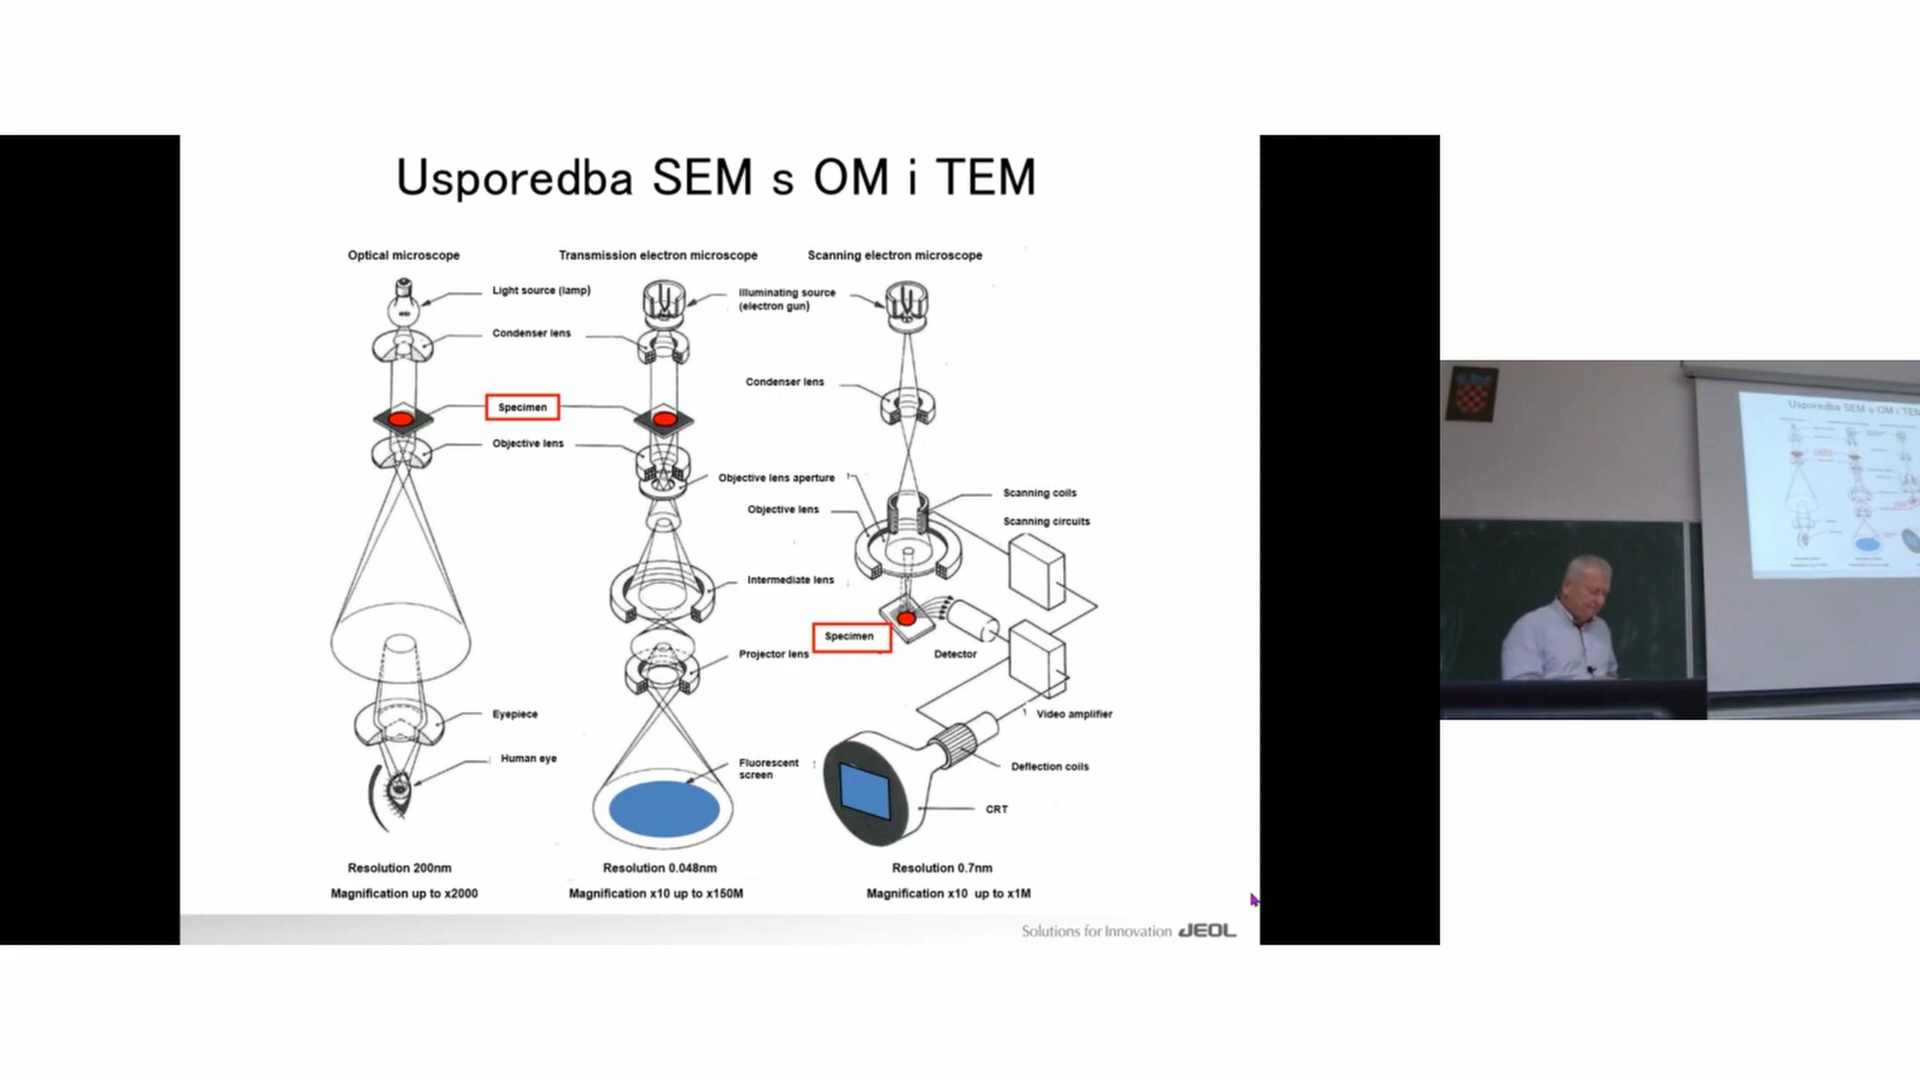 Usporedba SEM s OM i TEM
Optical microscope
Transmission electron microscope
Scanning electron microscope
Light source (lamp)
Illuminating source
(electron gun)
Condenser lens
Condenser lens
Specimen
Objective lens
Objective lens aperture
Scanning coils
Objective lens
Scanning circuits
Intermediate lens
Specimen
Projector lens
Detector
Eyepiece
Video amplifier
Human eye
Fluorescent
screen
Deflection coils
CRT
Resolution 200nm
Resolution 0.048nm
Resolution 0.7nm
Magnification up to x2000
Magnification x10 up to x150M
Magnification x10 up to x1M
Solutions for Innovation JEOL
Usporedba SEM s OM i TEM